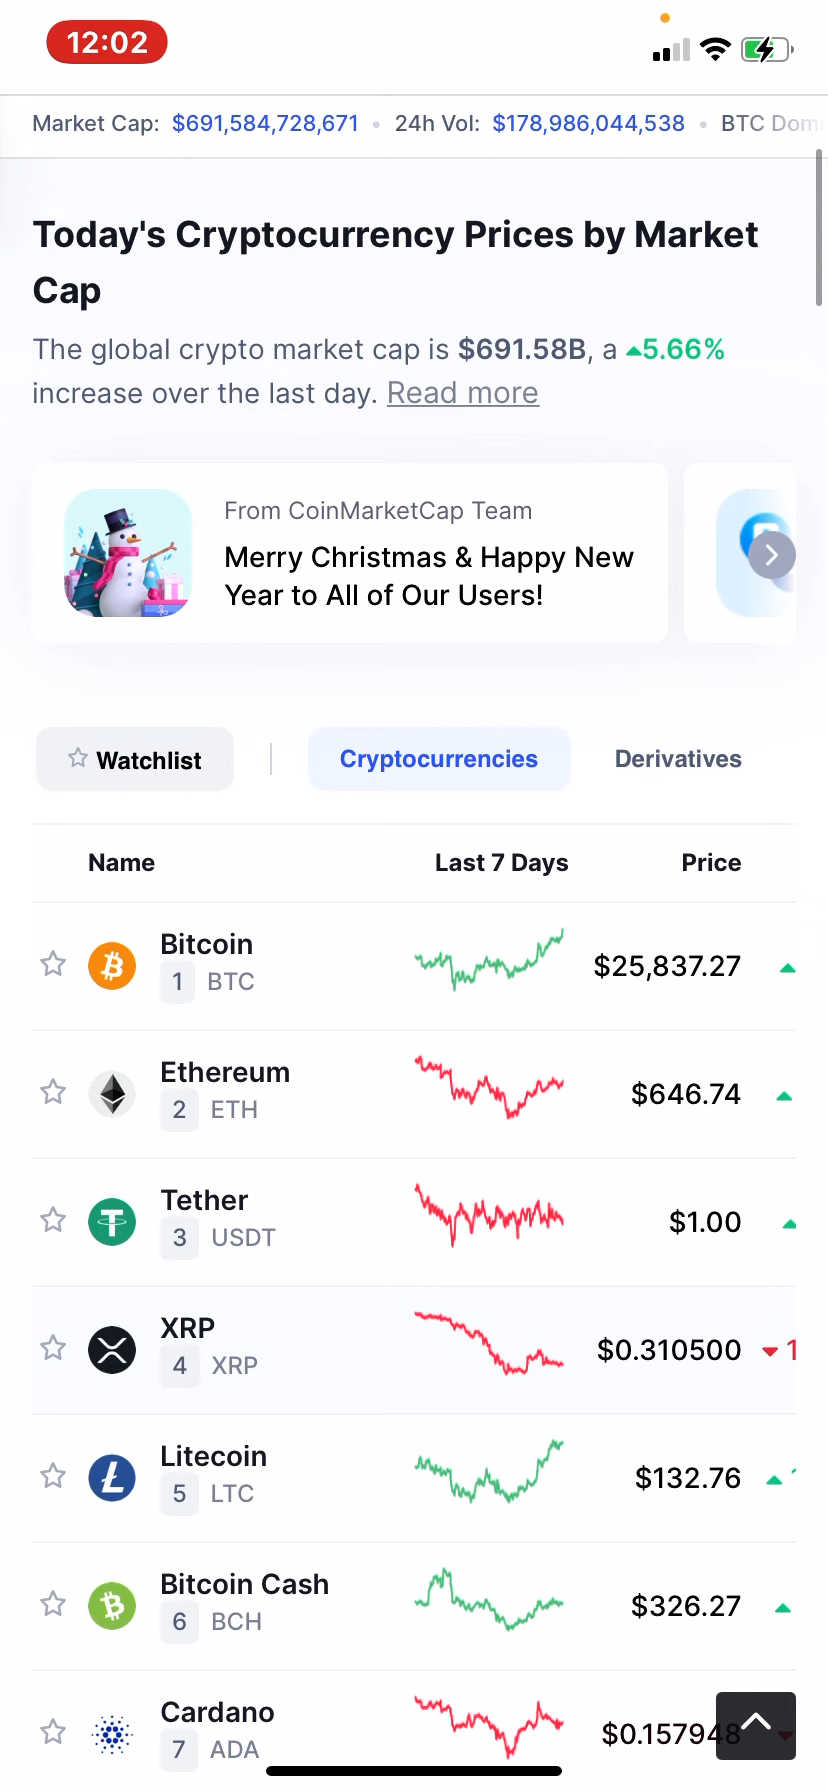 12:02
Market Cap: $691,584,728,671 • 24h Vol: $178,986,044,538 • BTC Dom
Today's Cryptocurrency Prices by Market
Cap
The global crypto market cap is $691.58B, a ▲5.66%
increase over the last day. Read more
From CoinMarketCap Team
Merry Christmas & Happy New
Year to All of Our Users!
Watchlist
Cryptocurrencies
Derivatives
Name Last 7 Days Price
Bitcoin
1 BTC
$25,837.27
Ethereum
2 ETH
$646.74
Tether
3 USDT
$1.00
XRP
4 XRP
$0.310500 ▼ 1
Litecoin
5 LTC
$132.76
Bitcoin Cash
6 BCH
$326.27
Cardano
7 ADA
$0.157948